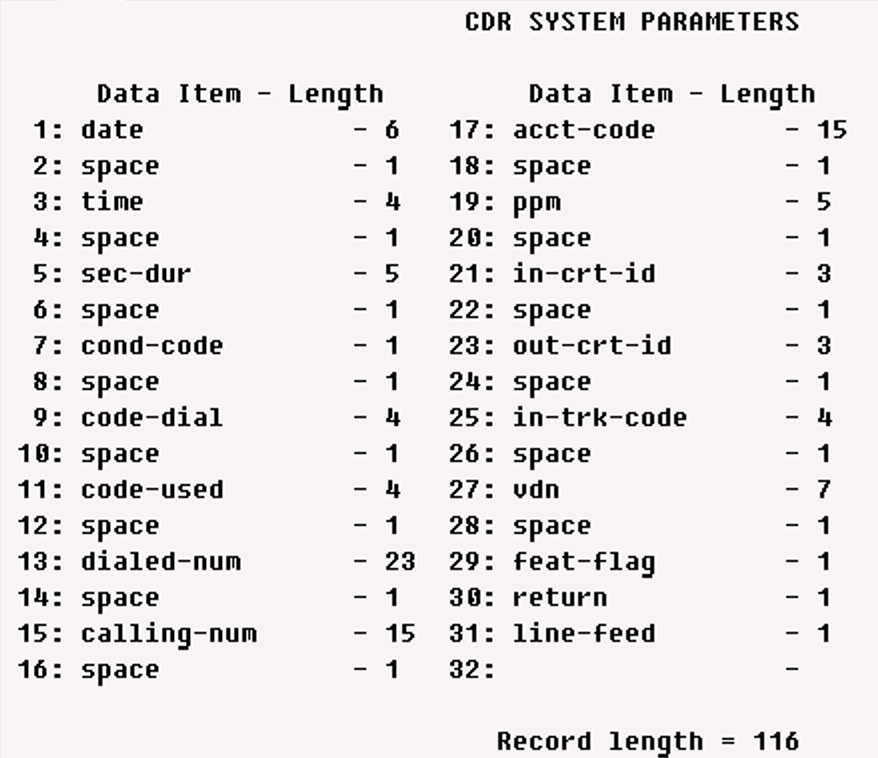 CDR SYSTEM PARAMETERS
Data Item - Length Data Item - Length
1: date - 6 17: acct-code - 15
2: space - 1 18: space - 1
3: time - 4 19: ppm - 5
4: space - 1 20: space - 1
5: sec-dur - 5 21: in-crt-id - 3
6: space - 1 22: space - 1
7: cond-code - 1 23: out-crt-id - 3
8: space - 1 24: space - 1
9: code-dial - 4 25: in-trk-code - 4
10: space - 1 26: space - 1
11: code-used - 4 27: vdn - 7
12: space - 1 28: space - 1
13: dialed-num - 23 29: feat-flag - 1
14: space - 1 30: return - 1
15: calling-num - 15 31: line-feed - 1
16: space - 1 32: -
Record length = 116